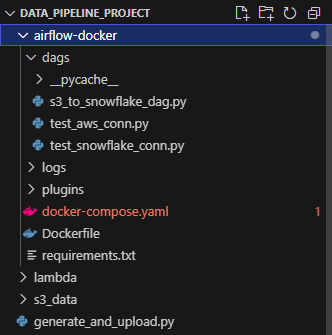 DATA_PIPELINE_PROJECT
airflow-docker
dags
__pycache__
s3_to_snowflake_dag.py
test_aws_conn.py
test_snowflake_conn.py
logs
plugins
docker-compose.yaml 1
Dockerfile
requirements.txt
lambda
s3_data
generate_and_upload.py